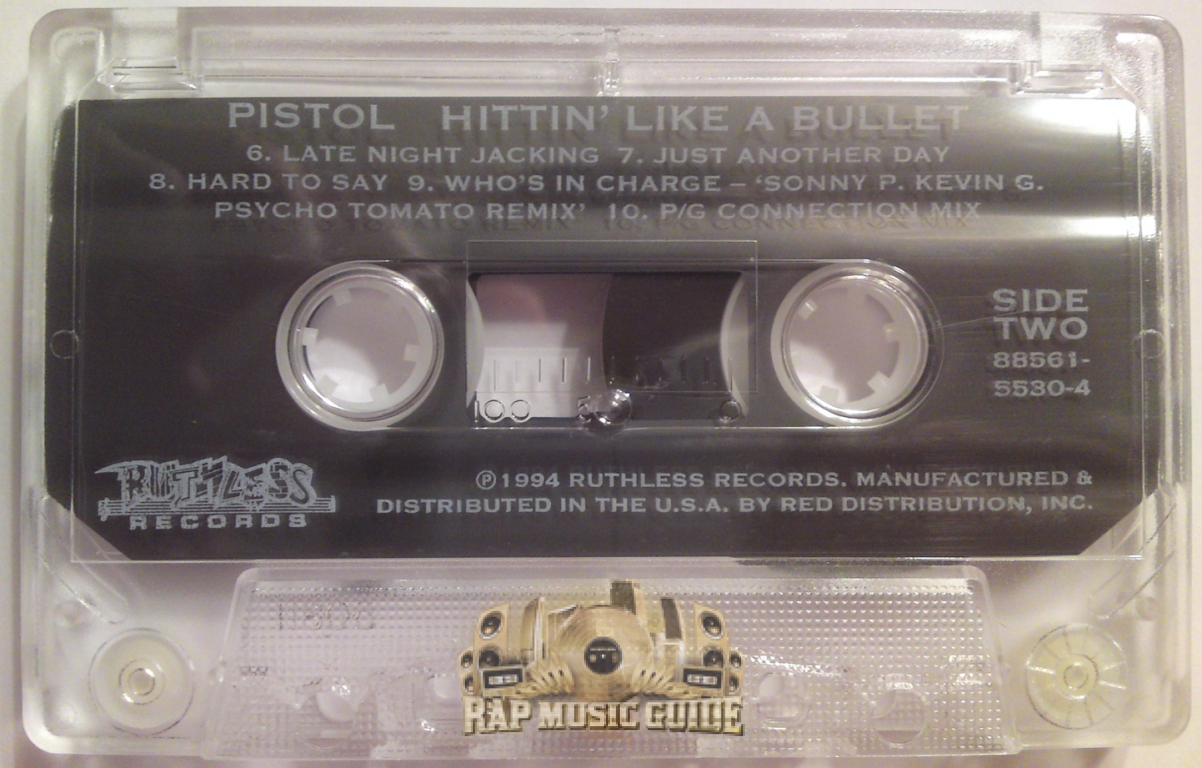 PISTOL HITTIN' LIKE A BULLET
6. LATE NIGHT JACKING 7. JUST ANOTHER DAY
8. HARD TO SAY 9. WHO'S IN CHARGE – 'SONNY P. KEVIN G.
PSYCHO TOMATO REMIX' 10. P/G CONNECTION MIX
SIDE
TWO
88561-
5530-4
100 50 0
RUTHLESS
RECORDS
℗1994 RUTHLESS RECORDS. MANUFACTURED &
DISTRIBUTED IN THE U.S.A. BY RED DISTRIBUTION, INC.
RAP MUSIC GUIDE